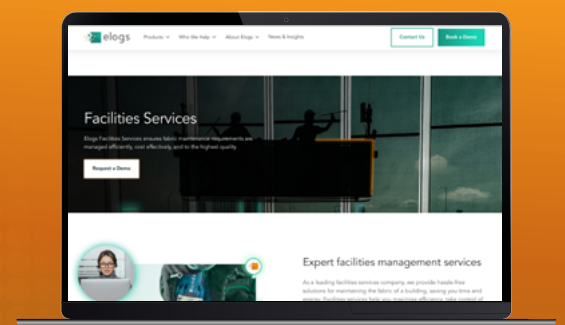 elogs
Products
Who We Help
About Elogs
News & Insights
Contact Us
Book a Demo
Facilities Services
Elogs Facilities Services ensures fabric maintenance requirements are
managed efficiently, cost effectively, and to the highest quality.
Request a Demo
Expert facilities management services
As a leading facilities services company, we provide hassle-free
solutions for maintaining the fabric of a building, saving you time and
energy. Facilities services help you maximise efficiency, take control of